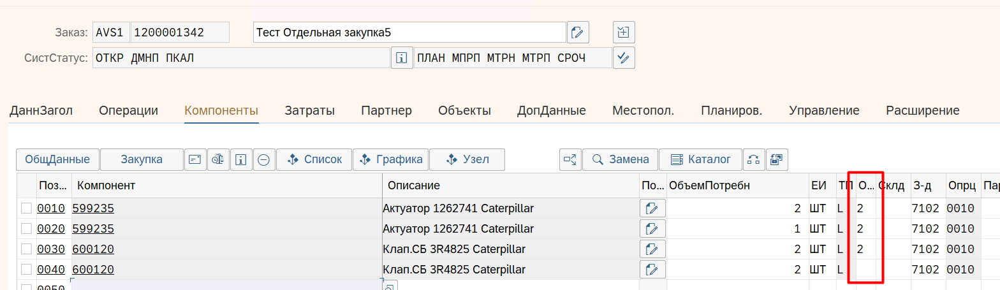 Заказ: AVS1 1200001342 Тест Отдельная закупка5
СистСтатус: ОТКР ДМНП ПКАЛ ПЛАН МПРП МТРН МТРП СРОЧ
ДаннЗагол Операции Компоненты Затраты Партнер Объекты ДопДанные Местопол. Планиров. Управление Расширение
ОбщДанные Закупка Список Графика Узел Замена Каталог
Поз... Компонент Описание По... ОбъемПотребн ЕИ ТП О... Склд З-д Опрц Пар
0010 599235 Актуатор 1262741 Caterpillar 2 ШТ L 2 7102 0010
0020 599235 Актуатор 1262741 Caterpillar 1 ШТ L 2 7102 0010
0030 600120 Клап.СБ 3R4825 Caterpillar 2 ШТ L 2 7102 0010
0040 600120 Клап.СБ 3R4825 Caterpillar 2 ШТ L 7102 0010
0050